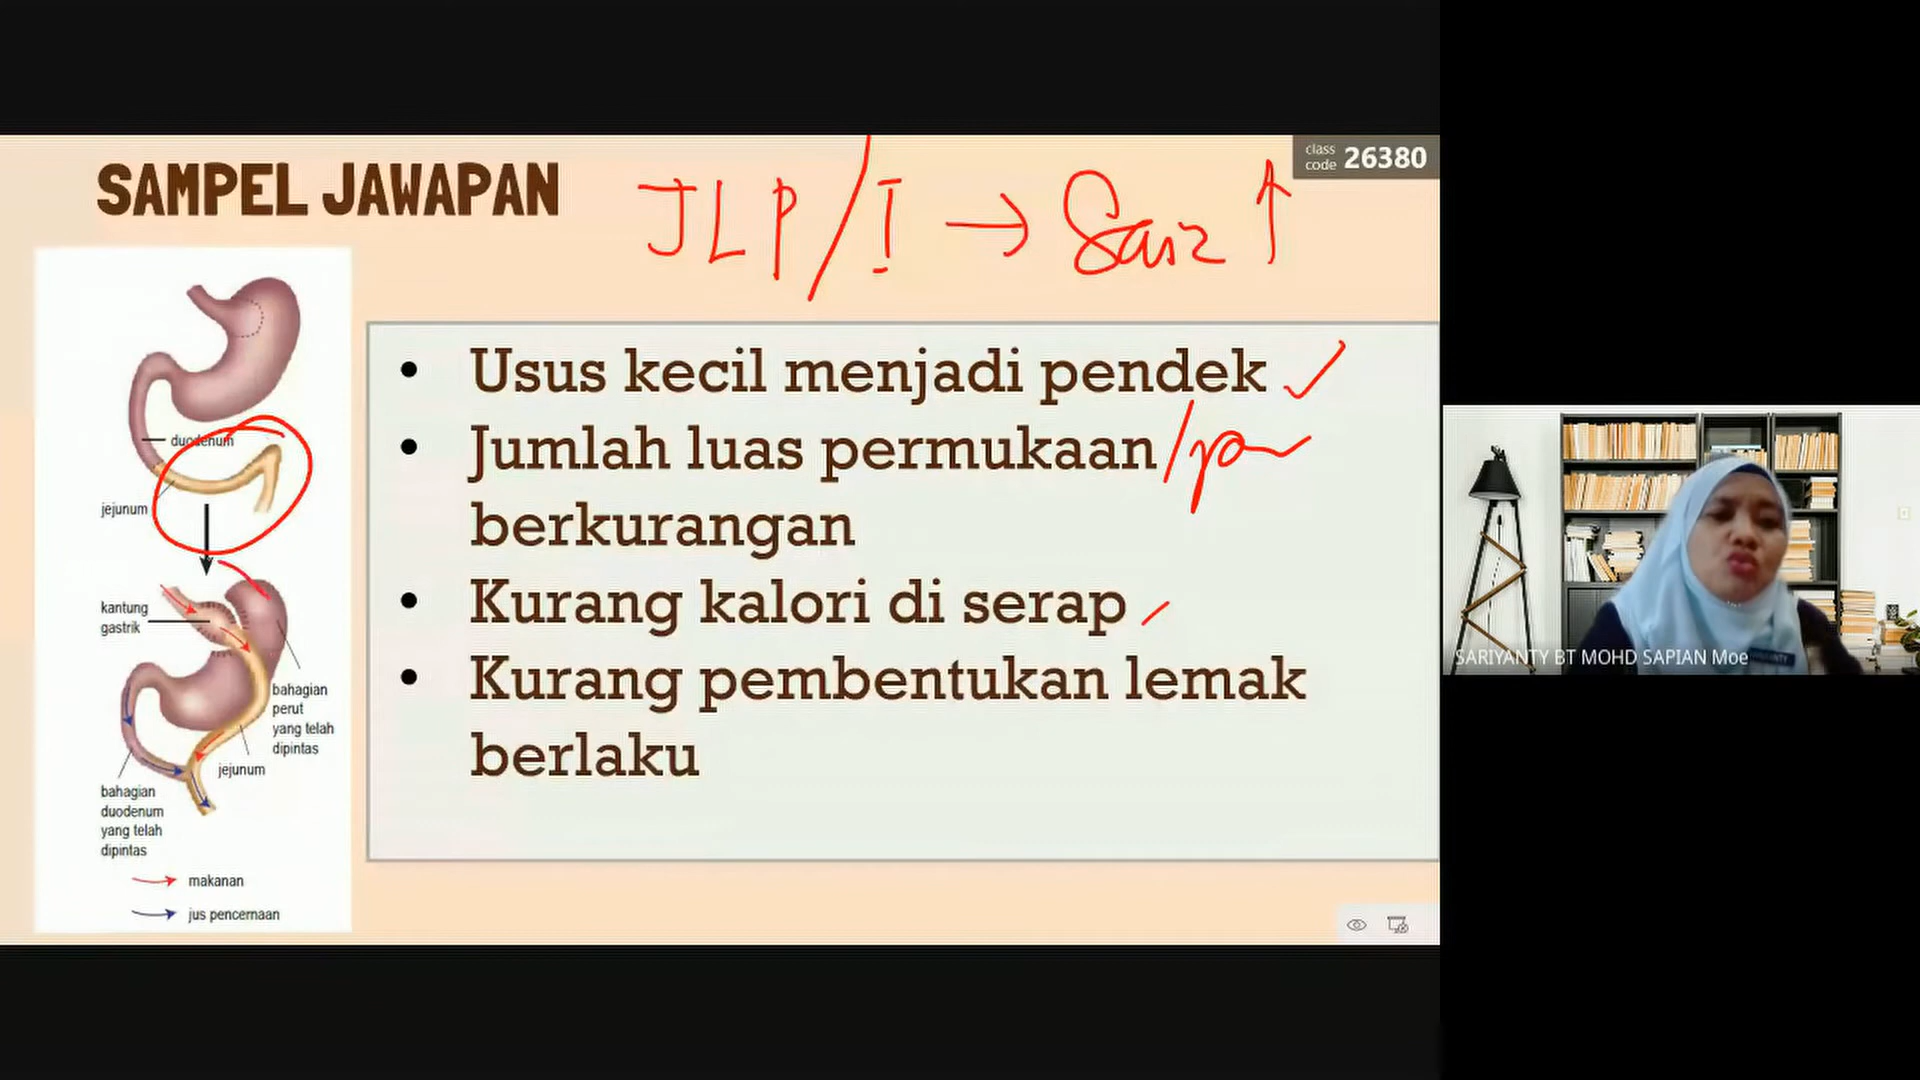 SAMPEL JAWAPAN
JLP/I → Saiz ↑
class code 26380
duodenum
jejunum
kantung
gastrik
bahagian
perut
yang telah
dipintas
jejunum
bahagian
duodenum
yang telah
dipintas
makanan
jus pencernaan
• Usus kecil menjadi pendek ✓
• Jumlah luas permukaan/
berkurangan
• Kurang kalori di serap
• Kurang pembentukan lemak
berlaku
SARIYANTY BT MOHD SAPIAN Moe